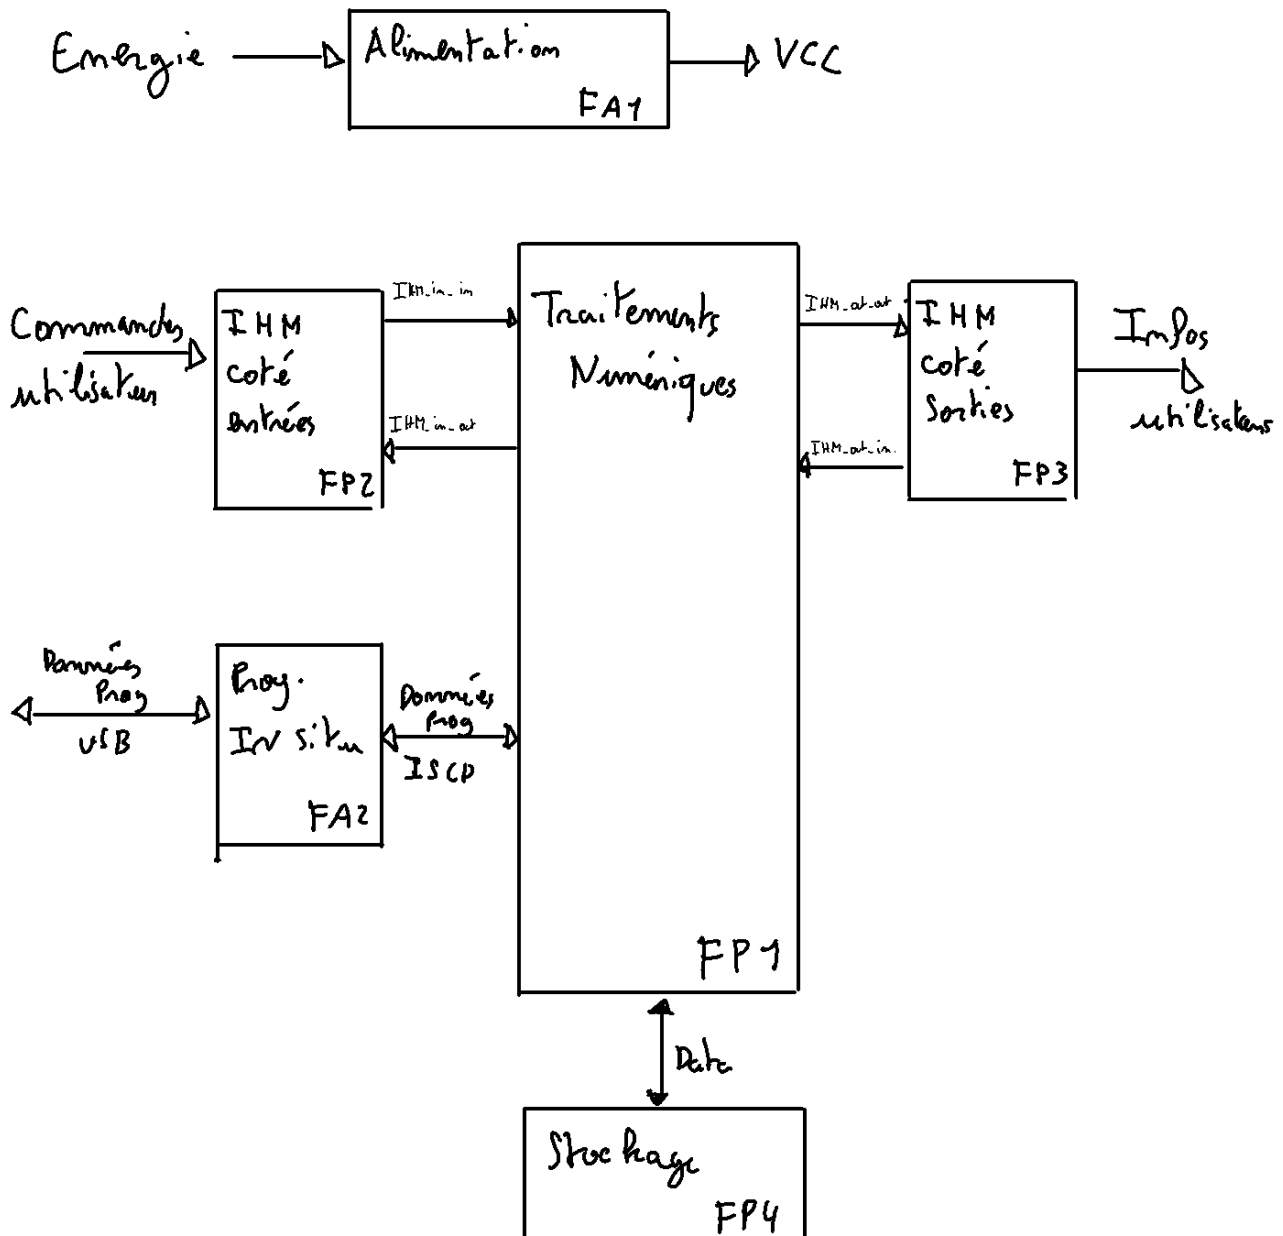 Energie
Alimentation
FA1
VCC
Commandes
utilisateur
IHM
coté
entrées
FP2
IHM_in_in
IHM_in_out
Traitements
Numériques
FP1
IHM_out_out
IHM_out_in
IHM
coté
Sorties
FP3
Infos
utilisateurs
Données
Prog
USB
Prog.
In situ
FA2
Données
Prog
ISCP
Data
Stockage
FP4